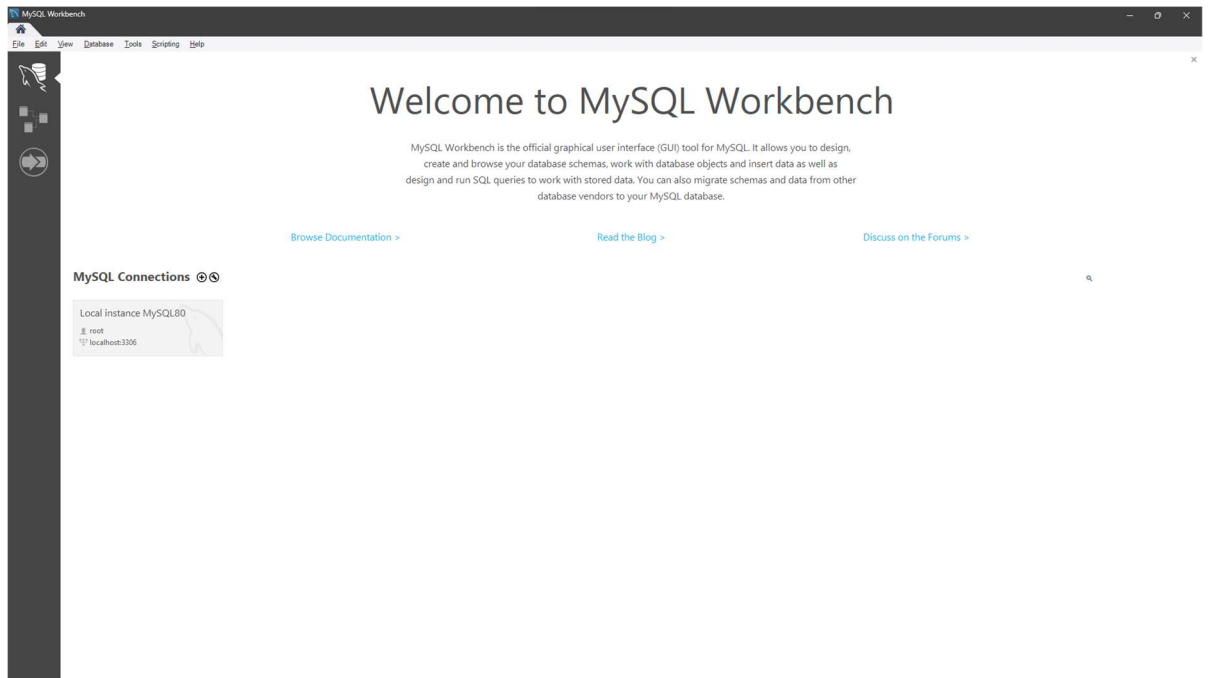 MySQL Workbench
File Edit View Database Tools Scripting Help
Welcome to MySQL Workbench
MySQL Workbench is the official graphical user interface (GUI) tool for MySQL. It allows you to design,
create and browse your database schemas, work with database objects and insert data as well as
design and run SQL queries to work with stored data. You can also migrate schemas and data from other
database vendors to your MySQL database.
Browse Documentation > Read the Blog > Discuss on the Forums >
MySQL Connections
Local instance MySQL80
root
localhost:3306